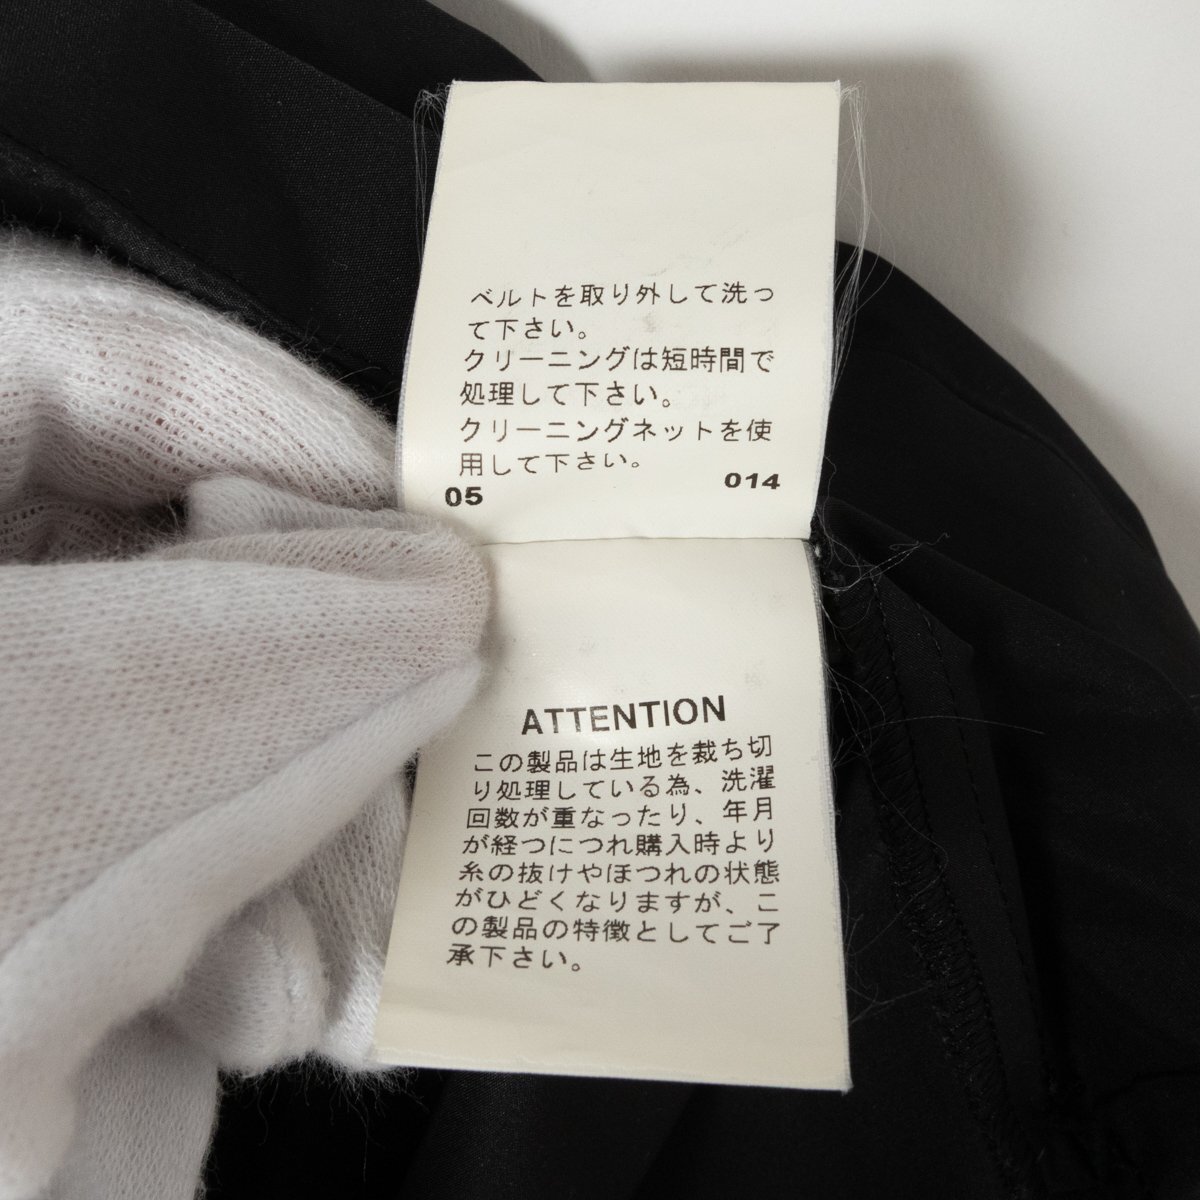 ベルトを取り外して洗っ
て下さい。
クリーニングは短時間で
処理して下さい。
クリーニングネットを使
用して下さい。
05 014
ATTENTION
この製品は生地を裁ち切
り処理している為、洗濯
回数が重なったり、年月
が経つにつれ購入時より
糸の抜けやほつれの状態
がひどくなりますが、こ
の製品の特徴としてご了
承下さい。